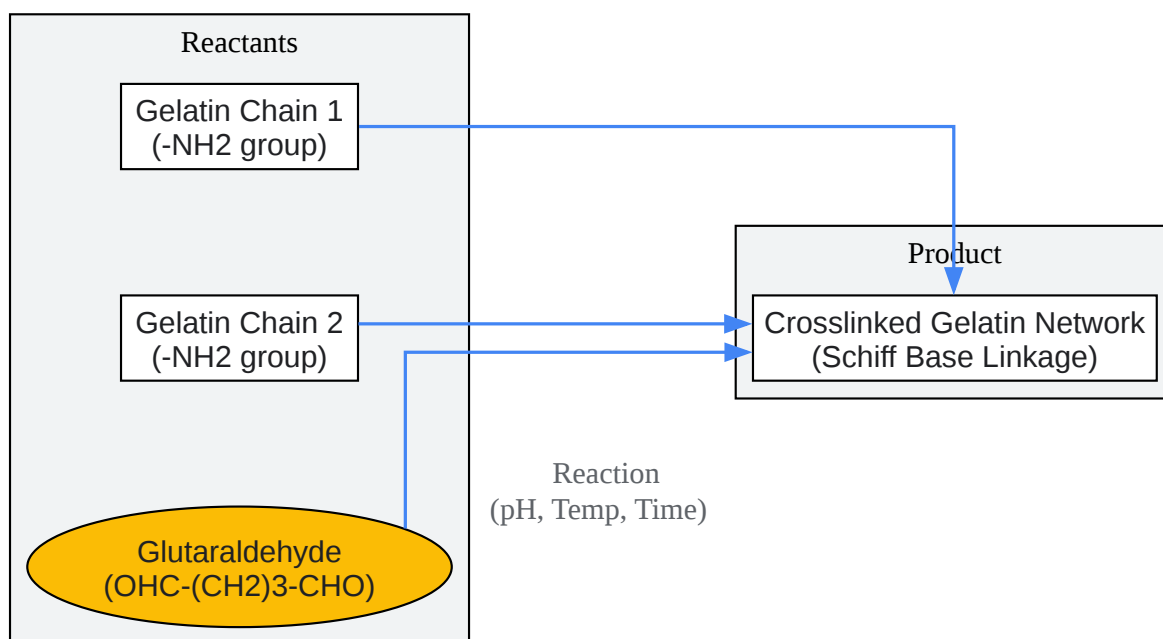 Reactants
Gelatin Chain 1
(-NH2 group)
Gelatin Chain 2
(-NH2 group)
Glutaraldehyde
(OHC-(CH2)3-CHO)
Reaction
(pH, Temp, Time)
Product
Crosslinked Gelatin Network
(Schiff Base Linkage)